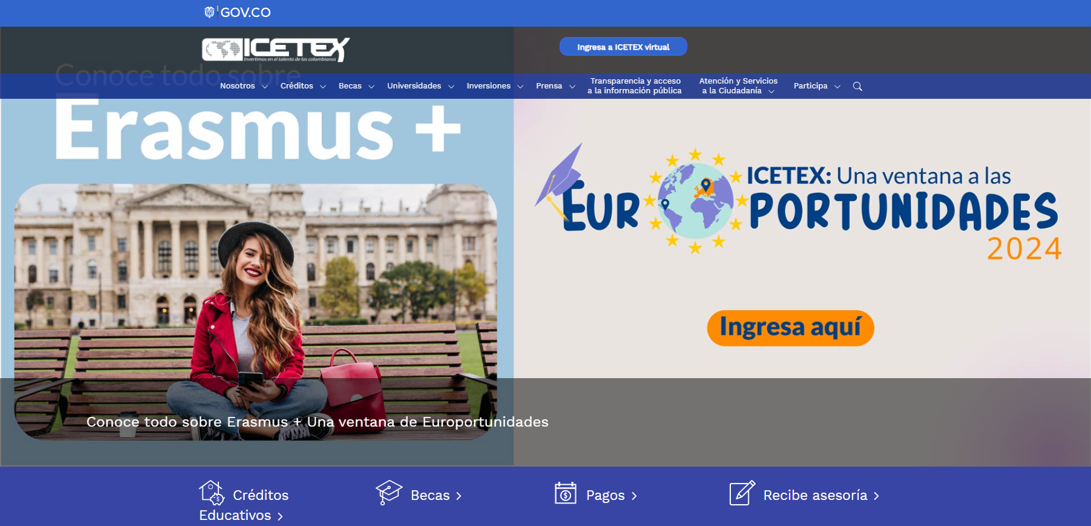 GOV.CO
ICETEX
Invertimos en el talento de los colombianos
Ingresa a ICETEX virtual
Conoce todo sobre
Nosotros Créditos Becas Universidades Inversiones Prensa
Transparencia y acceso
a la información pública
Atención y Servicios
a la Ciudadanía
Participa
Erasmus +
ICETEX: Una ventana a las
EUROPORTUNIDADES
2024
Ingresa aquí
Conoce todo sobre Erasmus + Una ventana de Europortunidades
Créditos
Educativos >
Becas >
Pagos >
Recibe asesoría >